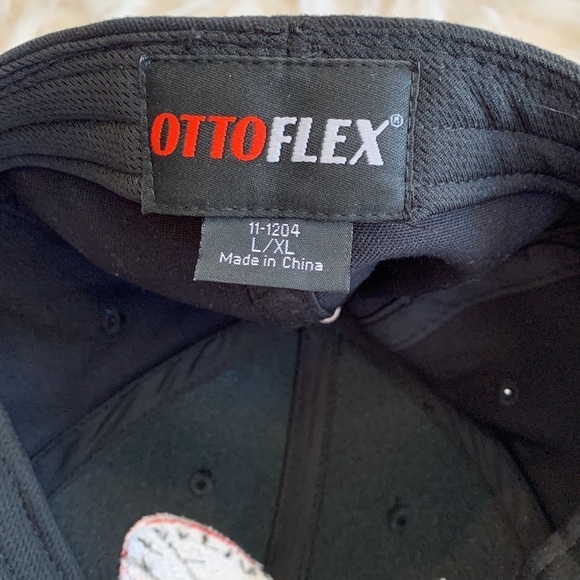 OTTOFLEX®
11-1204
L/XL
Made in China